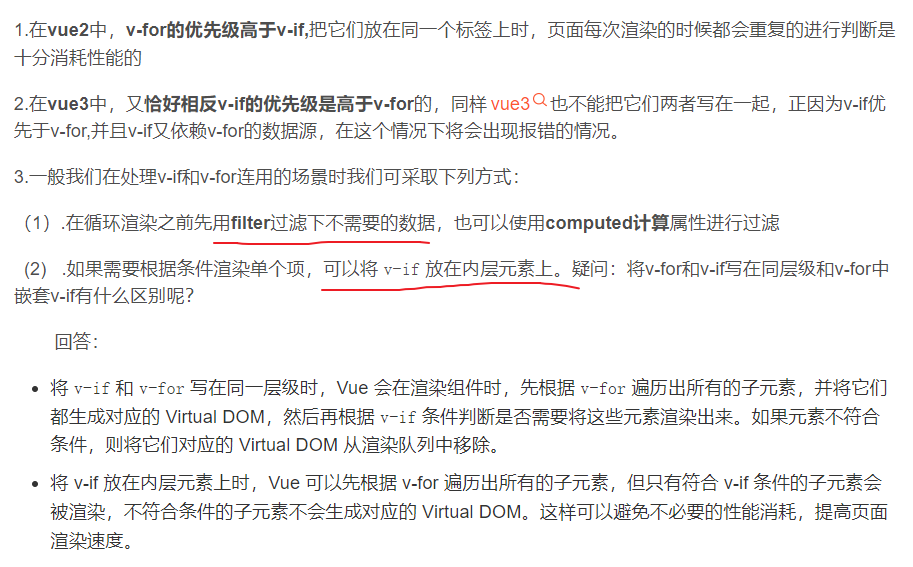 1.在vue2中，v-for的优先级高于v-if,把它们放在同一个标签上时，页面每次渲染的时候都会重复的进行判断是
十分消耗性能的
2.在vue3中，又恰好相反v-if的优先级是高于v-for的，同样 vue3 也不能把它们两者写在一起，正因为v-if优
先于v-for,并且v-if又依赖v-for的数据源，在这个情况下将会出现报错的情况。
3.一般我们在处理v-if和v-for连用的场景时我们可采取下列方式：
（1）.在循环渲染之前先用filter过滤下不需要的数据，也可以使用computed计算属性进行过滤
（2） .如果需要根据条件渲染单个项，可以将 v-if 放在内层元素上。疑问：将v-for和v-if写在同层级和v-for中
嵌套v-if有什么区别呢?
回答：
• 将 v-if 和 v-for 写在同一层级时，Vue 会在渲染组件时，先根据 v-for 遍历出所有的子元素，并将它们
都生成对应的 Virtual DOM，然后再根据 v-if 条件判断是否需要将这些元素渲染出来。如果元素不符合
条件，则将它们对应的 Virtual DOM 从渲染队列中移除。
• 将 v-if 放在内层元素上时，Vue 可以先根据 v-for 遍历出所有的子元素，但只有符合 v-if 条件的子元素会
被渲染，不符合条件的子元素不会生成对应的 Virtual DOM。这样可以避免不必要的性能消耗，提高页面
渲染速度。